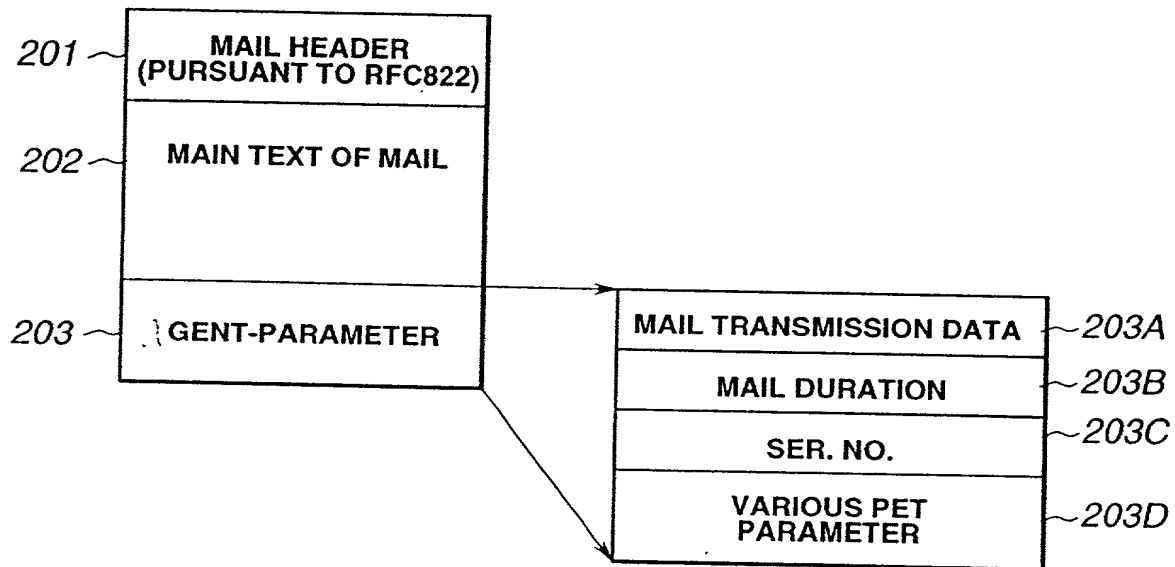 201
MAIL HEADER
(PURSUANT TO RFC822)
202
MAIN TEXT OF MAIL
203
GENT-PARAMETER
MAIL TRANSMISSION DATA
203A
MAIL DURATION
203B
SER. NO.
203C
VARIOUS PET
PARAMETER
203D